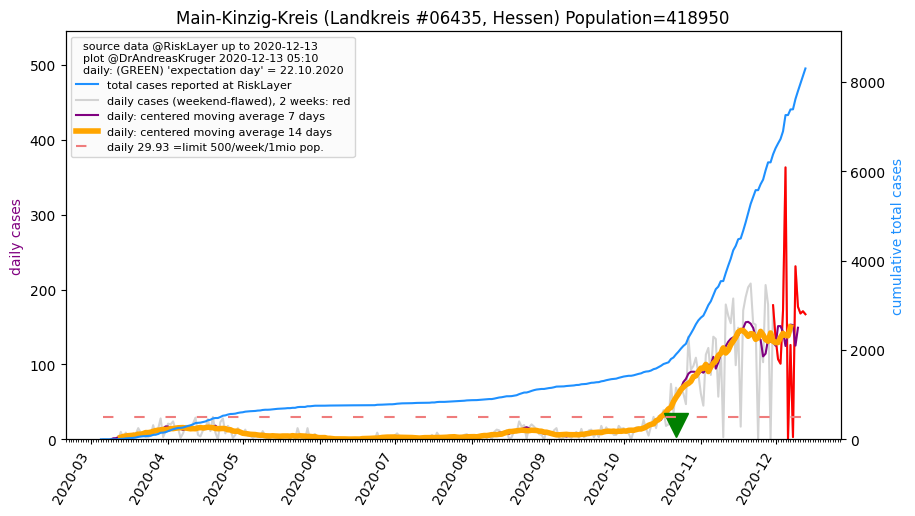 Main-Kinzig-Kreis (Landkreis #06435, Hessen) Population=418950
source data @RiskLayer up to 2020-12-13
plot @DrAndreasKruger 2020-12-13 05:10
daily: (GREEN) 'expectation day' = 22.10.2020
total cases reported at RiskLayer
daily cases (weekend-flawed), 2 weeks: red
daily: centered moving average 7 days
daily: centered moving average 14 days
daily 29.93 =limit 500/week/1mio pop.
daily cases
500
400
300
200
100
0
cumulative total cases
8000
6000
4000
2000
0
2020-03
2020-04
2020-05
2020-06
2020-07
2020-08
2020-09
2020-10
2020-11
2020-12